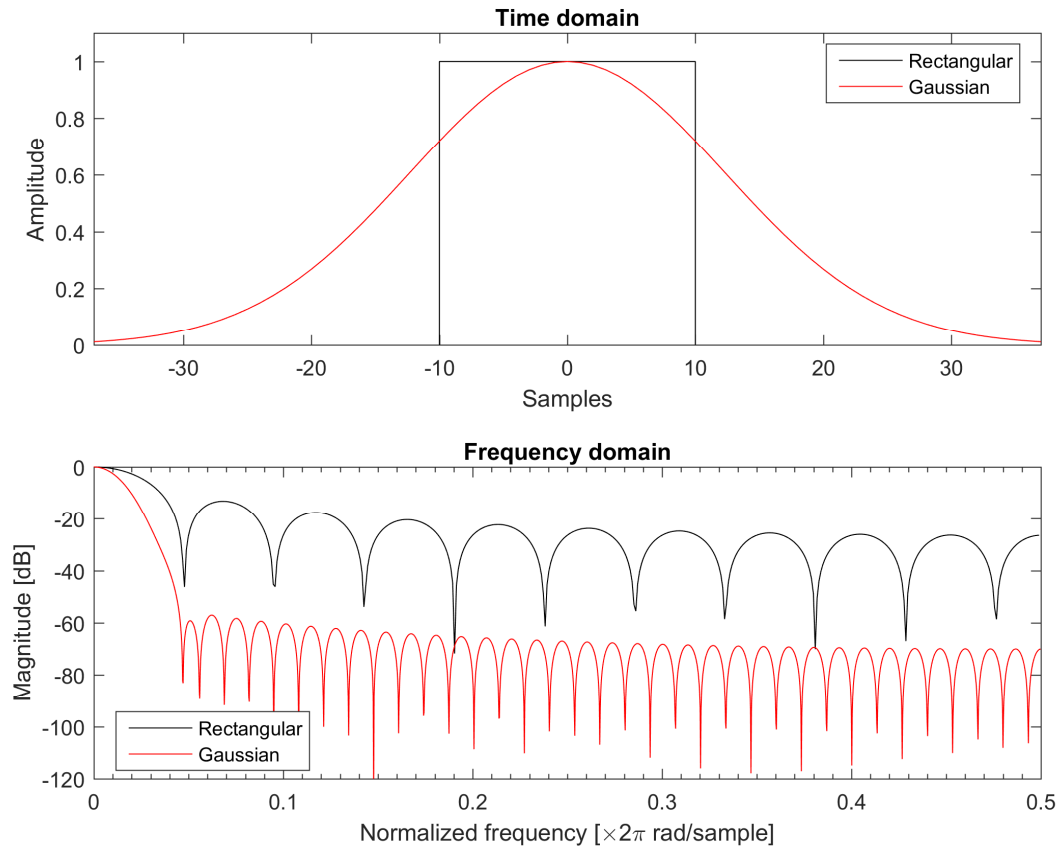 Time domain
Amplitude
1
0.8
0.6
0.4
0.2
0
Rectangular
Gaussian
-30
-20
-10
0
10
20
30
Samples
Frequency domain
Magnitude [dB]
0
-20
-40
-60
-80
-100
-120
Rectangular
Gaussian
0
0.1
0.2
0.3
0.4
0.5
Normalized frequency [×2π rad/sample]